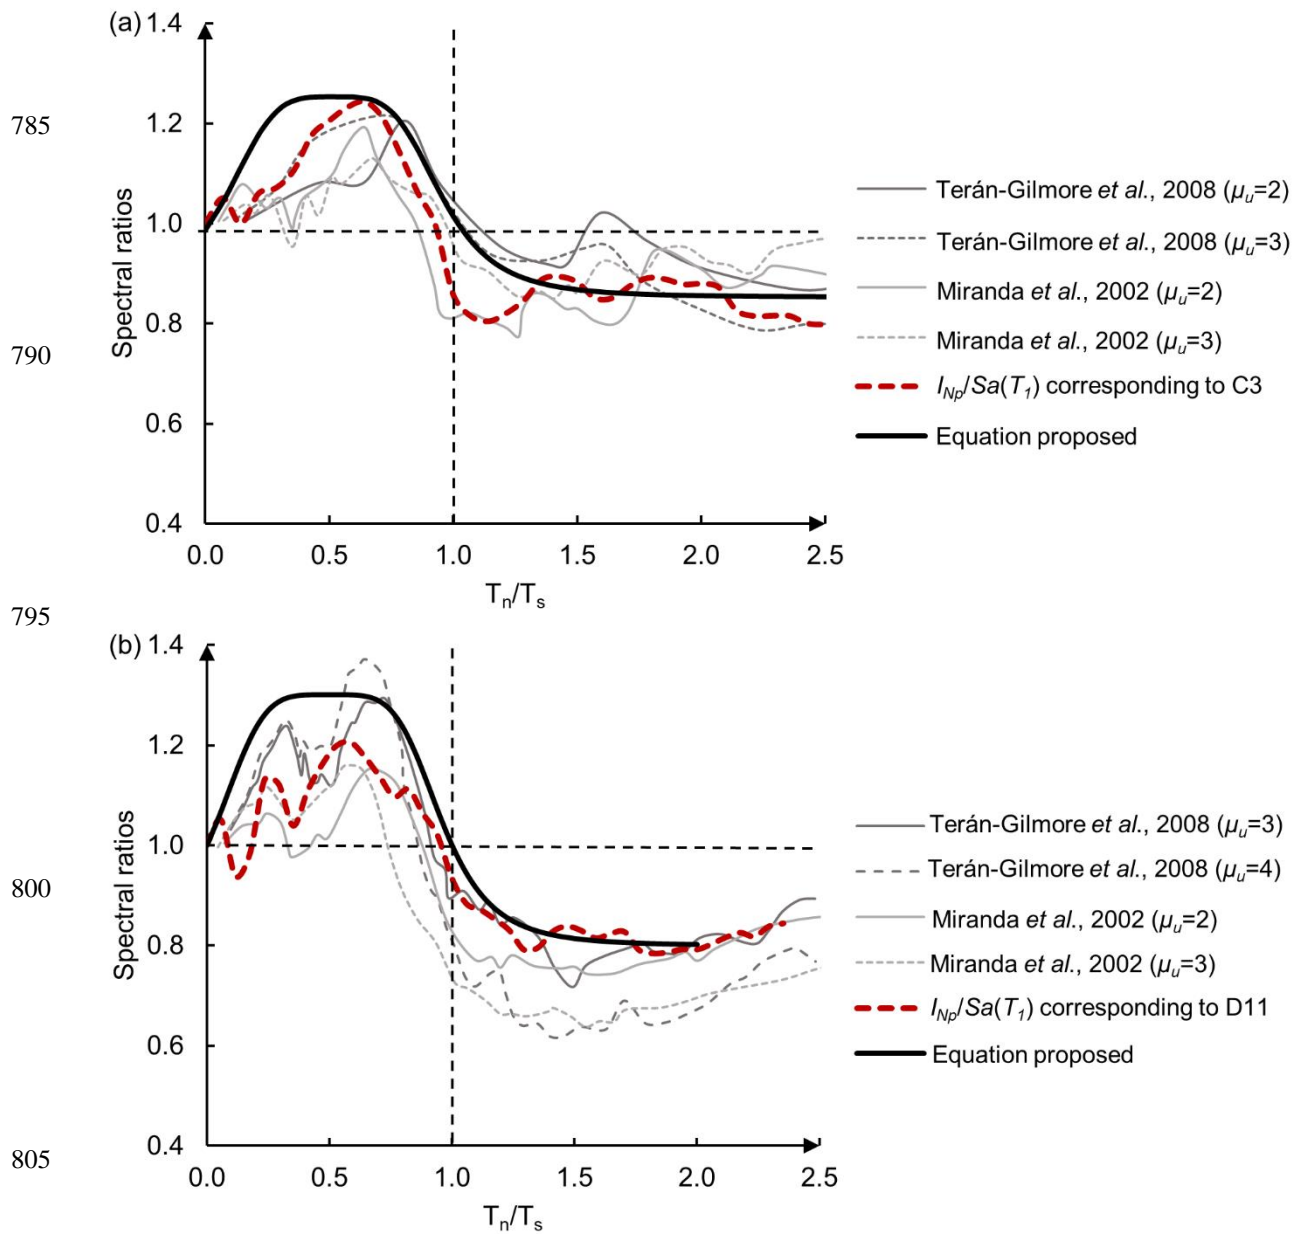 (a) 1.4
785
1.2
1.0
0.8
790
0.6
0.4
Spectral ratios
0.0 0.5 1.0 1.5 2.0 2.5
Tn/Ts
Terán-Gilmore et al., 2008 (μu=2)
Terán-Gilmore et al., 2008 (μu=3)
Miranda et al., 2002 (μu=2)
Miranda et al., 2002 (μu=3)
INp/Sa(T1) corresponding to C3
Equation proposed
795
(b) 1.4
1.2
1.0
800
0.8
0.6
0.4
805
Spectral ratios
0.0 0.5 1.0 1.5 2.0 2.5
Tn/Ts
Terán-Gilmore et al., 2008 (μu=3)
Terán-Gilmore et al., 2008 (μu=4)
Miranda et al., 2002 (μu=2)
Miranda et al., 2002 (μu=3)
INp/Sa(T1) corresponding to D11
Equation proposed